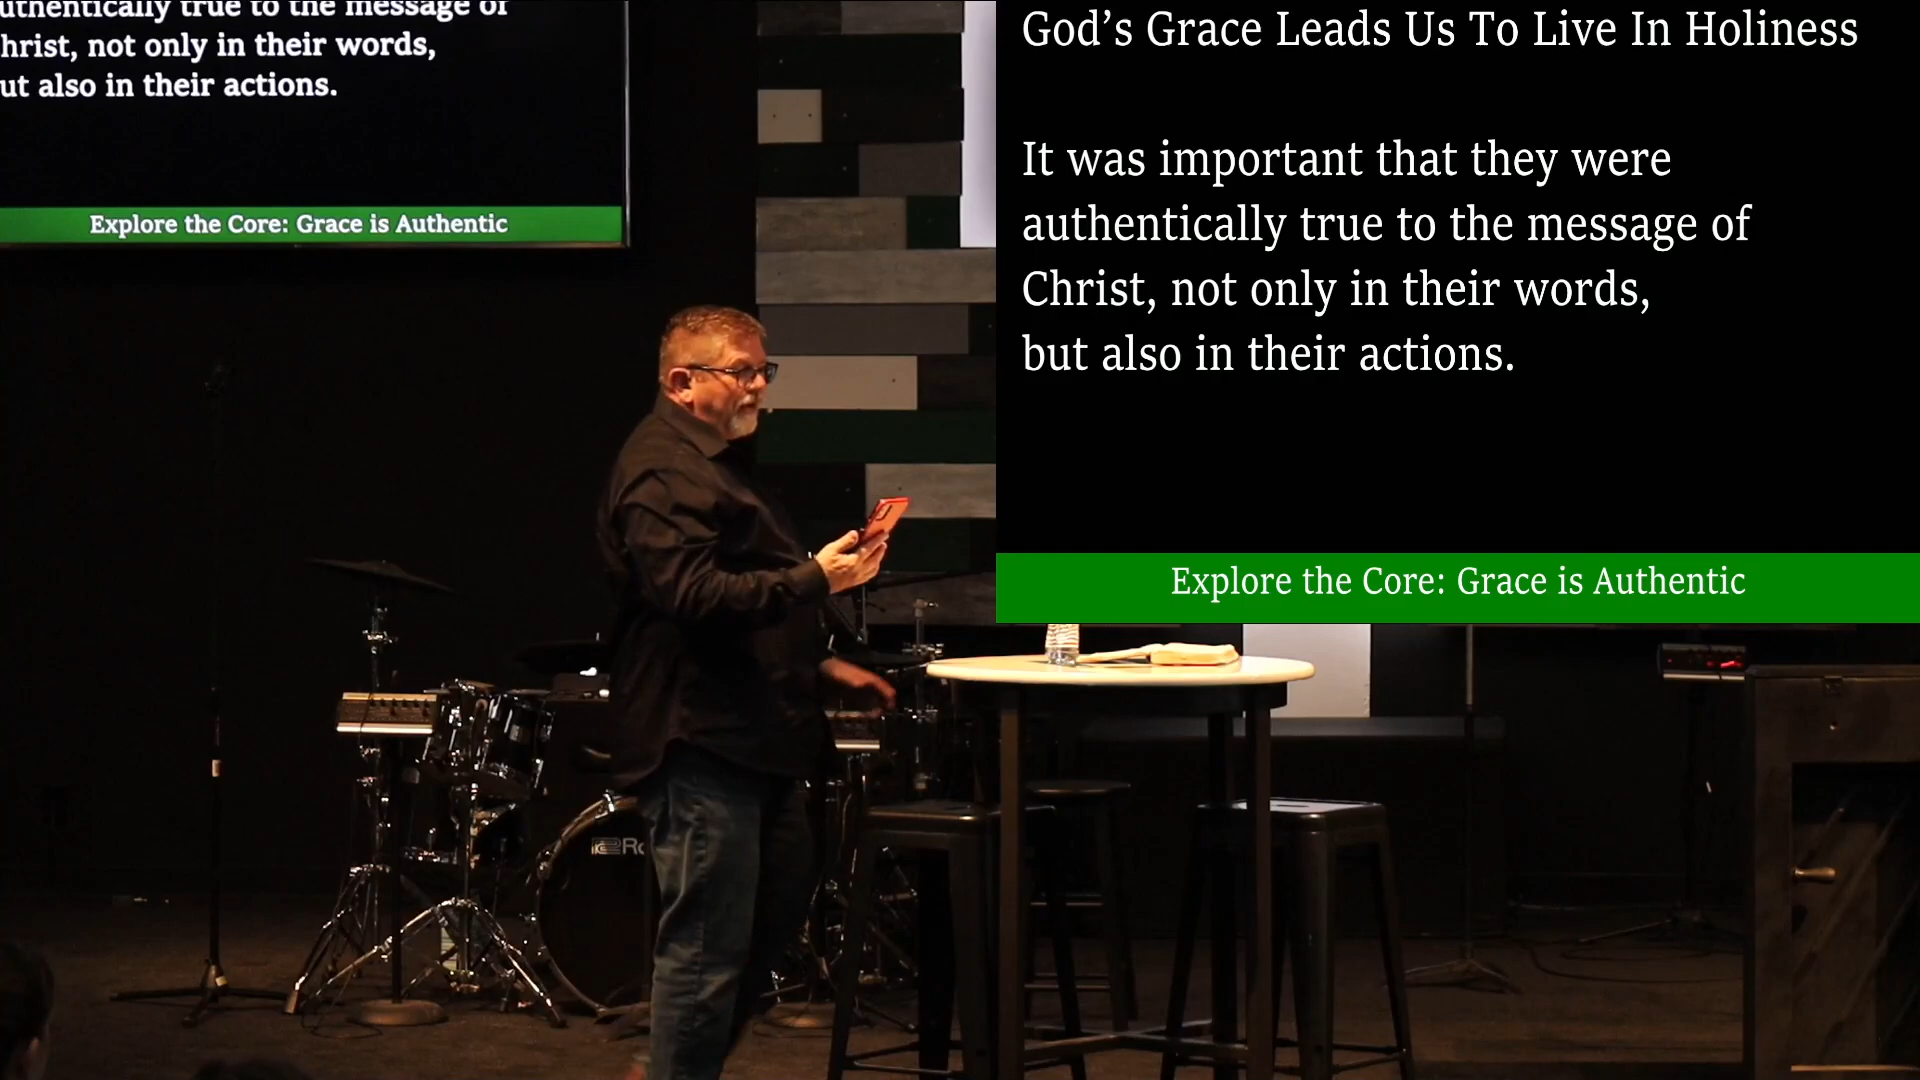 uthentically true to the message of
hrist, not only in their words,
ut also in their actions.
Explore the Core: Grace is Authentic
God’s Grace Leads Us To Live In Holiness
It was important that they were
authentically true to the message of
Christ, not only in their words,
but also in their actions.
Explore the Core: Grace is Authentic